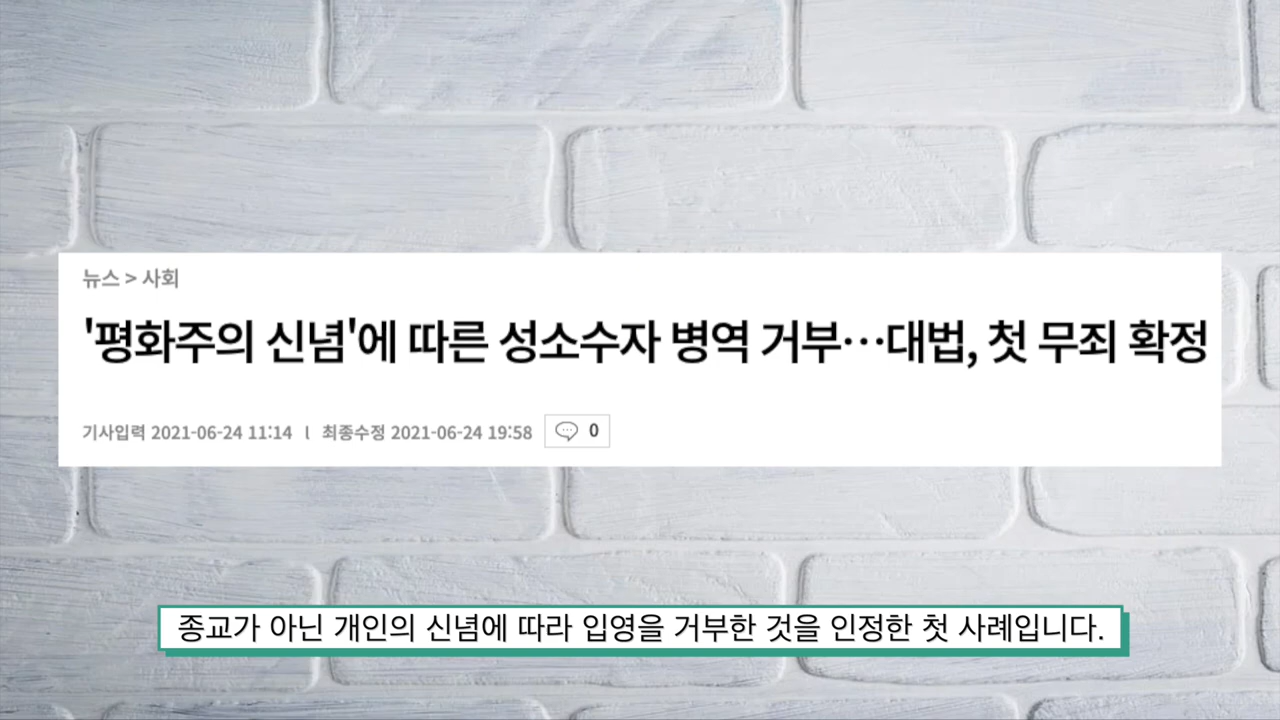 뉴스 > 사회
'평화주의 신념'에 따른 성소수자 병역 거부…대법, 첫 무죄 확정
기사입력 2021-06-24 11:14 l 최종수정 2021-06-24 19:58 0
종교가 아닌 개인의 신념에 따라 입영을 거부한 것을 인정한 첫 사례입니다.